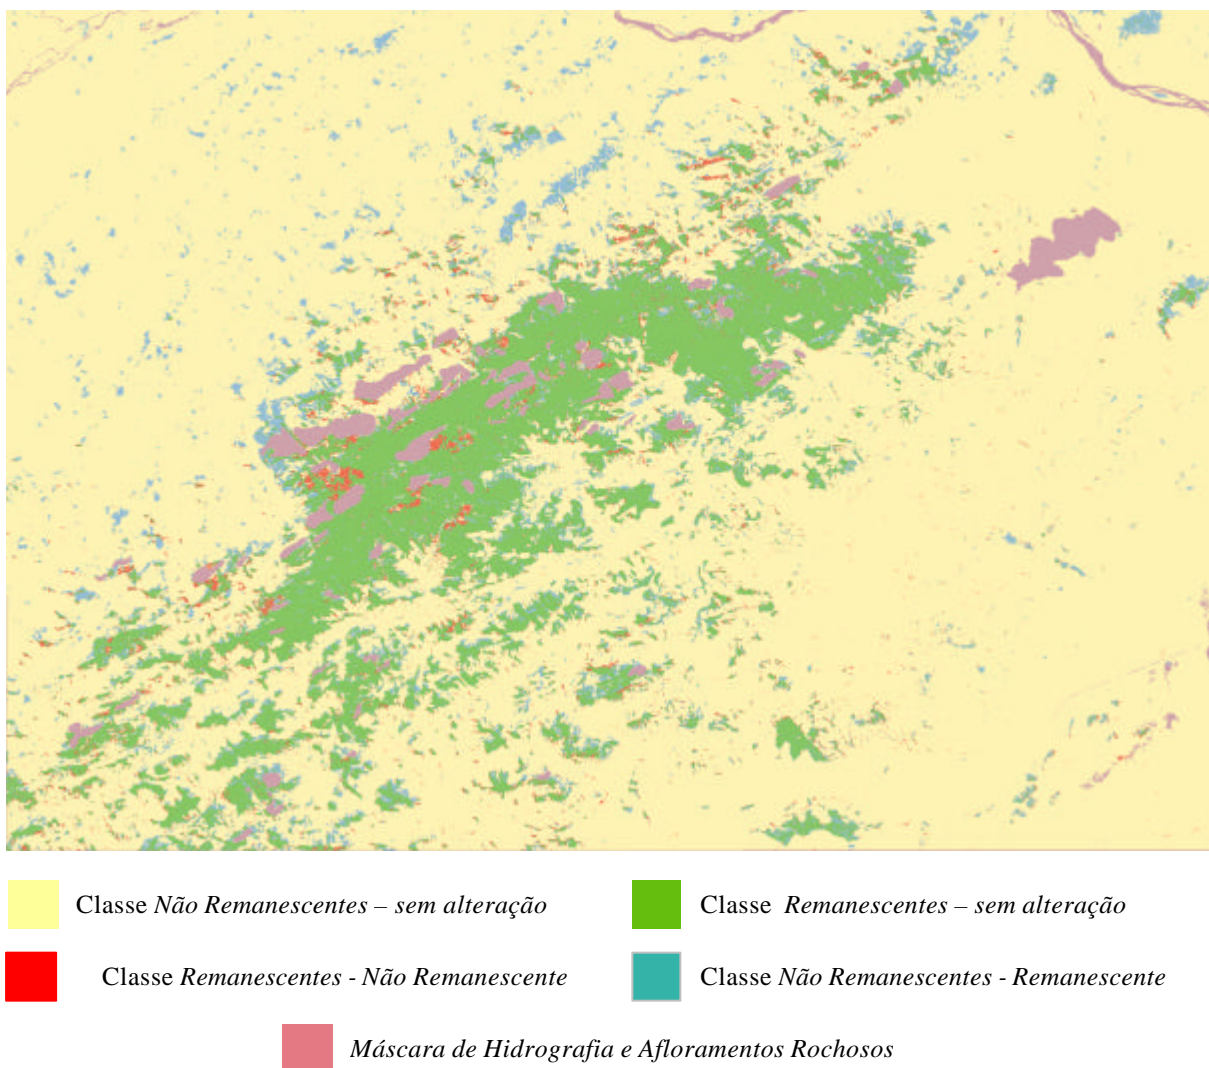 Classe Não Remanescentes – sem alteração
Classe Remanescentes – sem alteração
Classe Remanescentes - Não Remanescente
Classe Não Remanescentes - Remanescente
Máscara de Hidrografia e Afloramentos Rochosos